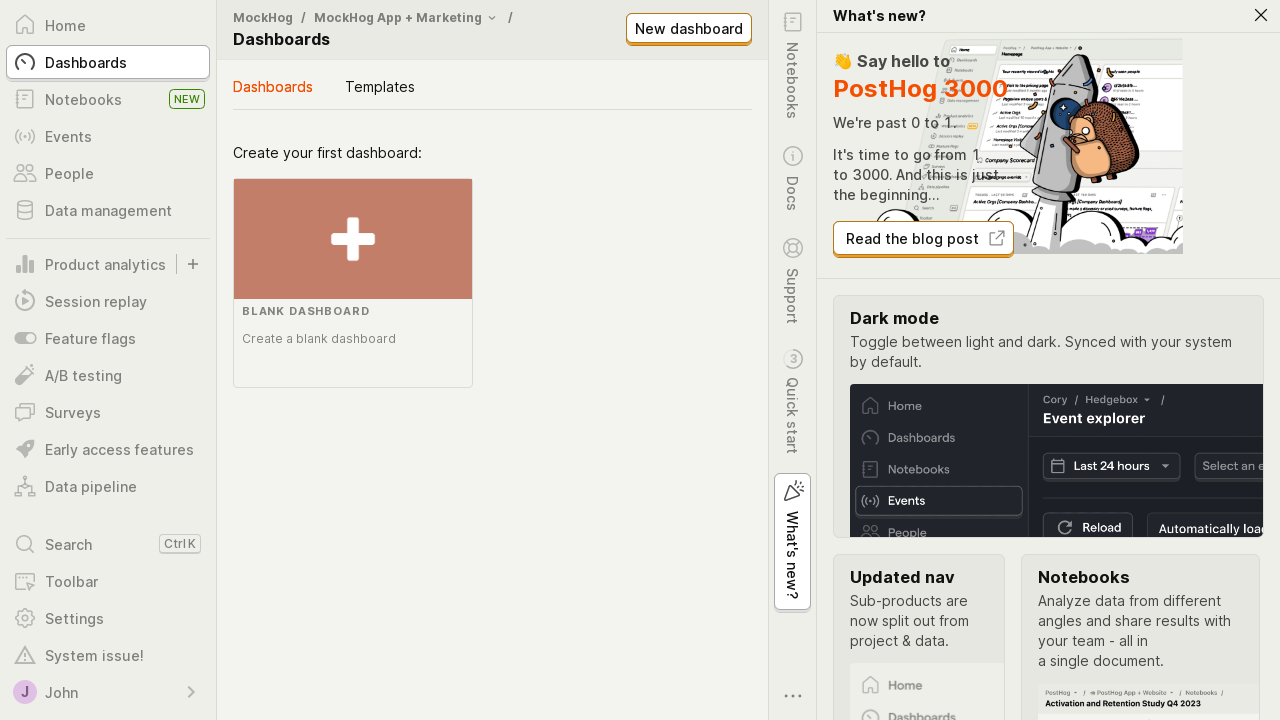 Home
Dashboards
Notebooks
NEW
Events
People
Data management
Product analytics
Session replay
Feature flags
A/B testing
Surveys
Early access features
Data pipeline
Search
Ctrl K
Toolbar
Settings
System issue!
J John
MockHog / MockHog App + Marketing /
Dashboards
New dashboard
Dashboards Templates
Create your first dashboard:
BLANK DASHBOARD
Create a blank dashboard
Notebooks
Docs
Support
3 Quick start
What's new?
What's new?
👋 Say hello to
PostHog 3000
We're past 0 to 1.
It's time to go from 1
to 3000. And this is just
the beginning...
Read the blog post
Dark mode
Toggle between light and dark. Synced with your system
by default.
Home
Dashboards
Notebooks
Events
People
Cory / Hedgebox /
Event explorer
Last 24 hours
Select an e
Reload
Automatically loa
Updated nav
Sub-products are
now split out from
project & data.
Home
Dashboards
Notebooks
Analyze data from different
angles and share results with
your team - all in
a single document.
PostHog / PostHog App + Website / Notebooks /
Activation and Retention Study Q4 2023